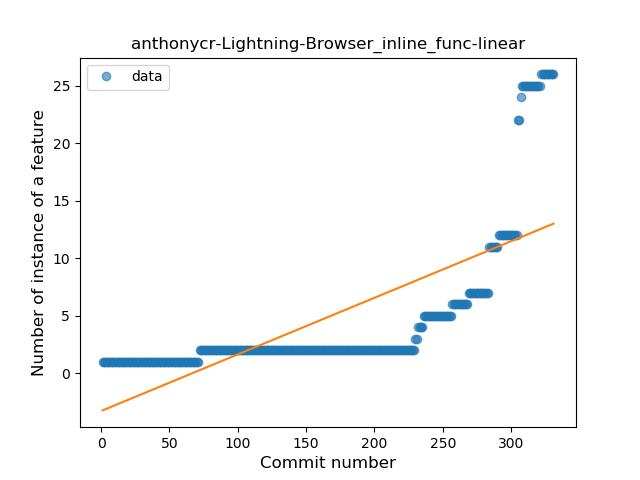 anthonycr-Lightning-Browser_inline_func-linear
data
Number of instance of a feature
25
20
15
10
5
0
0 50 100 150 200 250 300
Commit number